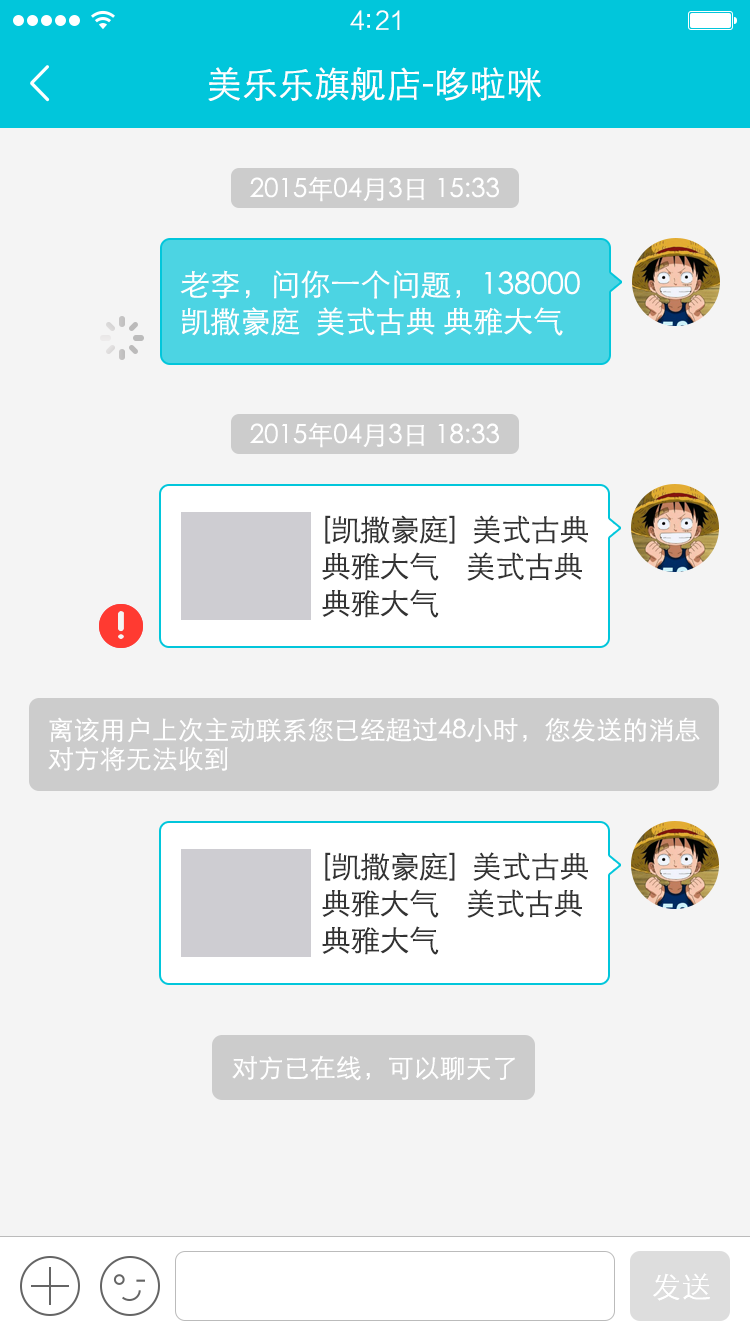 4:21
美乐乐旗舰店-哆啦咪
2015年04月3日 15:33
老李，问你一个问题，138000
凯撒豪庭 美式古典 典雅大气
2015年04月3日 18:33
[凯撒豪庭] 美式古典
典雅大气 美式古典
典雅大气
离该用户上次主动联系您已经超过48小时，您发送的消息
对方将无法收到
[凯撒豪庭] 美式古典
典雅大气 美式古典
典雅大气
对方已在线，可以聊天了
发送